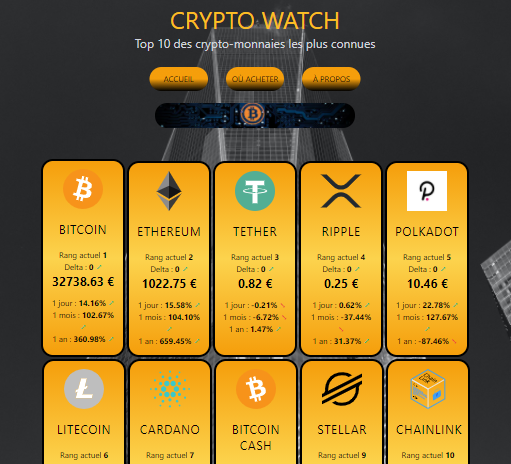 CRYPTO WATCH
Top 10 des crypto-monnaies les plus connues
ACCUEIL
OÙ ACHETER
À PROPOS
BITCOIN
Rang actuel 1
Delta : 0
32738.63 €
1 jour : 14.16%
1 mois : 102.67%
1 an : 360.98%
ETHEREUM
Rang actuel 2
Delta : 0
1022.75 €
1 jour : 15.58%
1 mois : 104.10%
1 an : 659.45%
TETHER
Rang actuel 3
Delta : 0
0.82 €
1 jour : -0.21%
1 mois : -6.72%
1 an : 1.47%
RIPPLE
Rang actuel 4
Delta : 0
0.25 €
1 jour : 0.62%
1 mois : -37.44%
1 an : 31.37%
POLKADOT
Rang actuel 5
Delta : 0
10.46 €
1 jour : 22.78%
1 mois : 127.67%
1 an : -87.46%
LITECOIN
Rang actuel 6
CARDANO
Rang actuel 7
BITCOIN
CASH
Rang actuel 8
STELLAR
Rang actuel 9
Chain
Link
CHAINLINK
Rang actuel 10